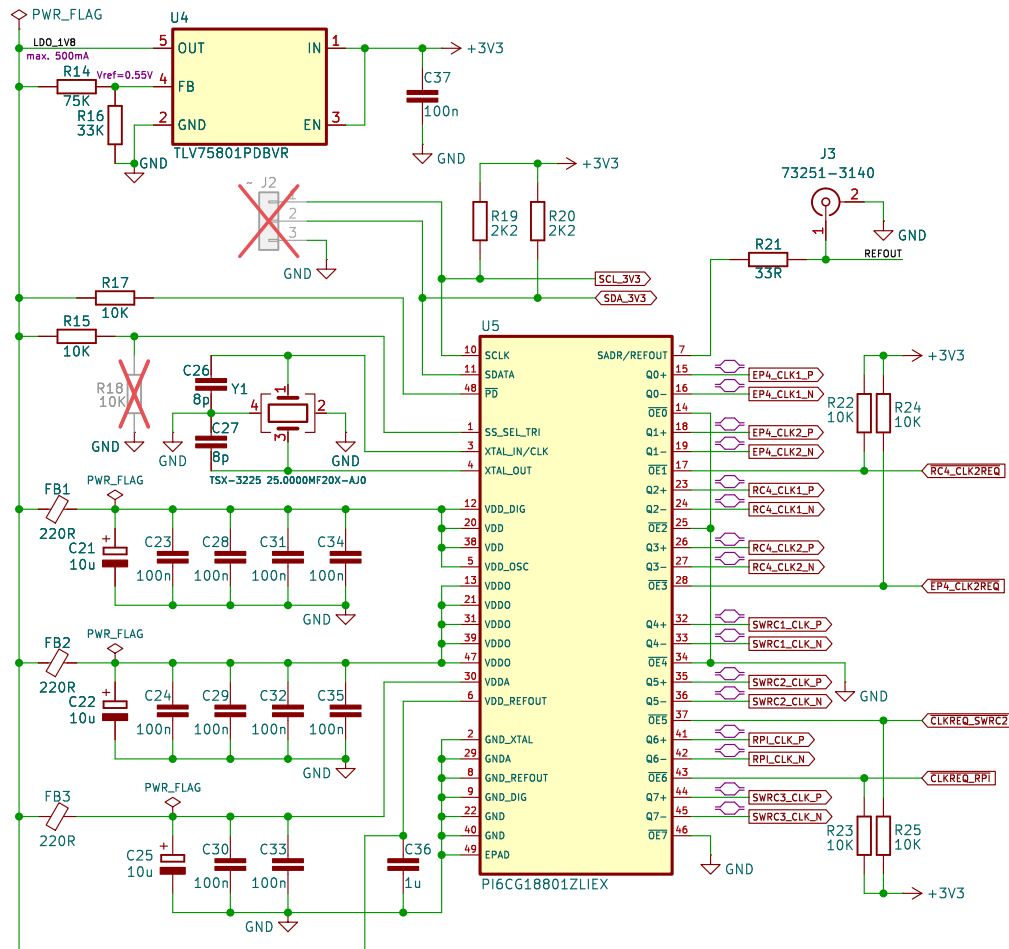 PWR_FLAG
U4
LDO_1V8
max. 500mA
5 OUT
IN 1
+3V3
R14
75K
Vref=0.55V
4 FB
R16
33K
2 GND
EN 3
GND
TLV75801PDBVR
C37
100n
GND
~ J2
1
2
3
GND
+3V3
R19
2K2
R20
2K2
SCL_3V3
SDA_3V3
J3
73251-3140
2
1
GND
R21
33R
REFOUT
R17
10K
R15
10K
R18
10K
GND
C26
8p
C27
8p
Y1
1
4
2
3
GND
GND
TSX-3225 25.0000MF20X-AJ0
U5
10 SCLK
11 SDATA
48 PD
1 SS_SEL_TRI
3 XTAL_IN/CLK
4 XTAL_OUT
12 VDD_DIG
20 VDD
38 VDD
5 VDD_OSC
13 VDDO
21 VDDO
31 VDDO
39 VDDO
47 VDDO
30 VDDA
6 VDD_REFOUT
2 GND_XTAL
29 GNDA
8 GND_REFOUT
9 GND_DIG
22 GND
40 GND
49 EPAD
SADR/REFOUT 7
Q0+ 15 EP4_CLK1_P
Q0- 16 EP4_CLK1_N
OE0 14
Q1+ 18 EP4_CLK2_P
Q1- 19 EP4_CLK2_N
OE1 17 RC4_CLK2REQ
Q2+ 23 RC4_CLK1_P
Q2- 24 RC4_CLK1_N
OE2 25
Q3+ 26 RC4_CLK2_P
Q3- 27 RC4_CLK2_N
OE3 28 EP4_CLK2REQ
Q4+ 32 SWRC1_CLK_P
Q4- 33 SWRC1_CLK_N
OE4 34
Q5+ 35 SWRC2_CLK_P
Q5- 36 SWRC2_CLK_N
OE5 37 CLKREQ_SWRC2
Q6+ 41 RPI_CLK_P
Q6- 42 RPI_CLK_N
OE6 43 CLKREQ_RPI
Q7+ 44 SWRC3_CLK_P
Q7- 45 SWRC3_CLK_N
OE7 46
PI6CG18801ZLIEX
+3V3
R22
10K
R24
10K
GND
R23
10K
R25
10K
+3V3
GND
FB1
220R
PWR_FLAG
C21
10u
C23
100n
C28
100n
C31
100n
C34
100n
GND
FB2
220R
PWR_FLAG
C22
10u
C24
100n
C29
100n
C32
100n
C35
100n
GND
FB3
220R
PWR_FLAG
C25
10u
C30
100n
C33
100n
C36
1u
GND